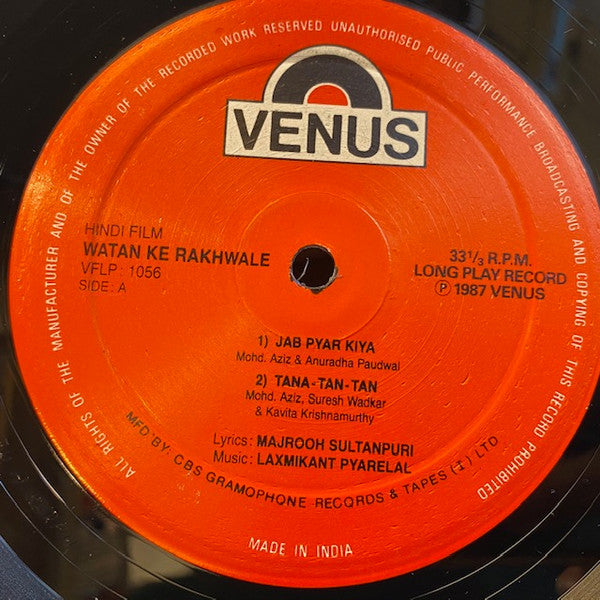 ALL RIGHTS OF THE MANUFACTURER AND OF THE OWNER OF THE RECORDED WORK RESERVED UNAUTHORISED PUBLIC PERFORMANCE BROADCASTING AND COPYING OF THIS RECORD PROHIBITED
VENUS
HINDI FILM
WATAN KE RAKHWALE
VFLP : 1056
SIDE : A
33 1/3 R.P.M.
LONG PLAY RECORD
℗ 1987 VENUS
1) JAB PYAR KIYA
Mohd. Aziz & Anuradha Paudwal
2) TANA-TAN-TAN
Mohd. Aziz, Suresh Wadkar
& Kavita Krishnamurthy
Lyrics : MAJROOH SULTANPURI
Music : LAXMIKANT PYARELAL
MFD BY: CBS GRAMOPHONE RECORDS & TAPES (I) LTD
MADE IN INDIA